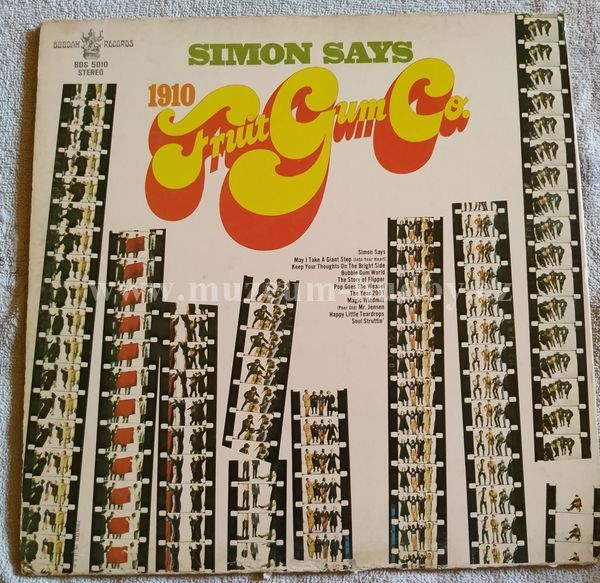 BUDDAH RECORDS
BDS 5010
STEREO
SIMON SAYS
1910
Fruit Gum Co.
Simon Says
May I Take A Giant Step (Into Your Heart)
Keep Your Thoughts On The Bright Side
Bubble Gum World
The Story of Flipper
Pop Goes The Weasel
The Year 2001
Magic Windmill
(Poor Old) Mr. Jensen
Happy Little Teardrops
Soul Struttin'